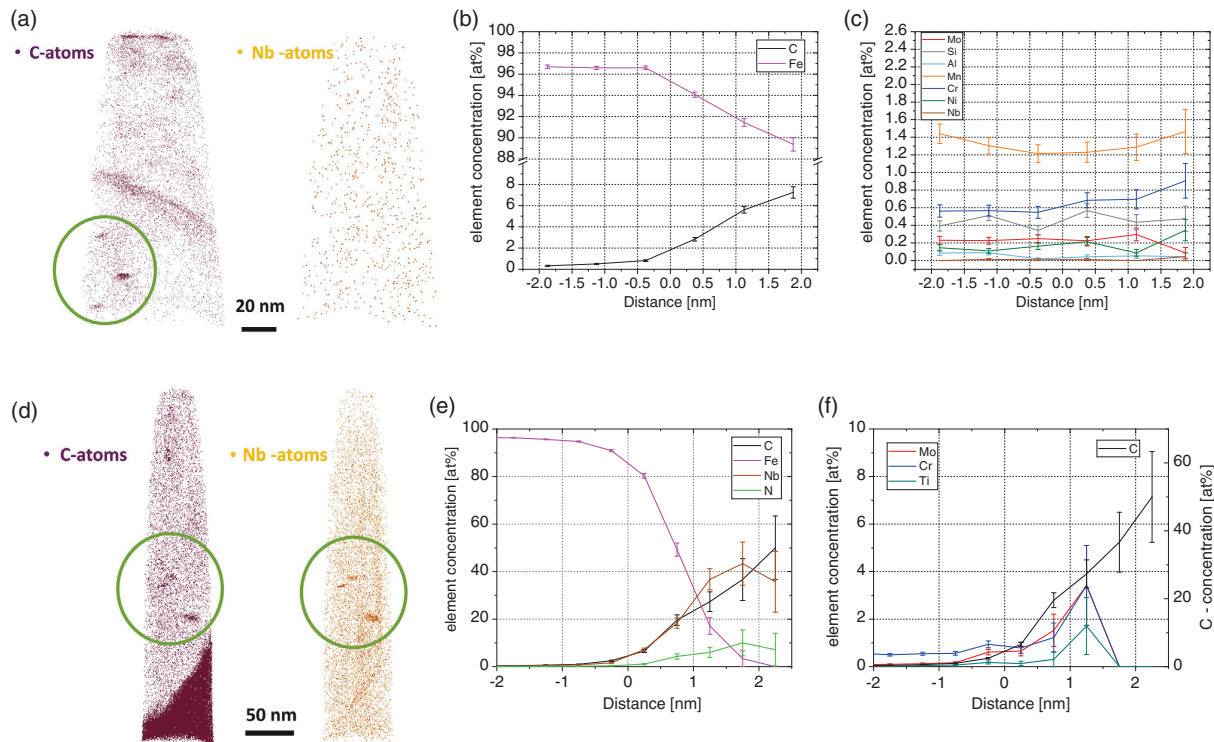 (a)
• C-atoms
• Nb -atoms
20 nm
(b)
element concentration [at%]
98
96
94
92
90
88
8
6
4
2
0
-2.0 -1.5 -1.0 -0.5 0.0 0.5 1.0 1.5 2.0
Distance [nm]
C
Fe
(c)
element concentration [at%]
2.6
2.4
2.2
2.0
1.8
1.6
1.4
1.2
1.0
0.8
0.6
0.4
0.2
0.0
-2.0 -1.5 -1.0 -0.5 0.0 0.5 1.0 1.5 2.0
Distance [nm]
Mo
Si
Al
Mn
Cr
Ni
Nb
(d)
• C-atoms
• Nb -atoms
50 nm
(e)
element concentration [at%]
100
80
60
40
20
0
-2 -1 0 1 2
Distance [nm]
C
Fe
Nb
N
(f)
element concentration [at%]
10
8
6
4
2
0
-2 -1 0 1 2
Distance [nm]
Mo
Cr
Ti
C
60
40
20
0
C - concentration [at%]